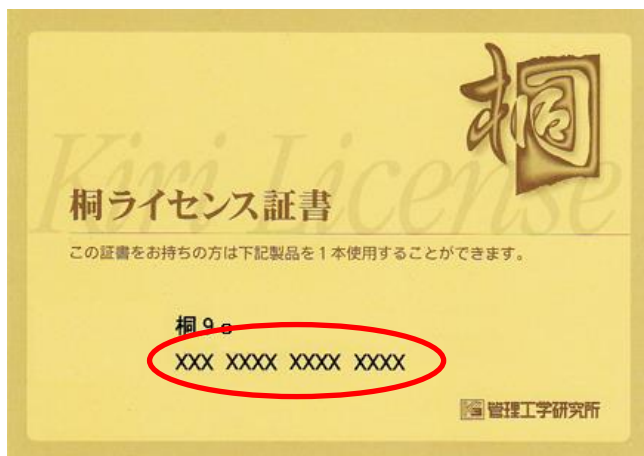 桐
Kiri License
桐ライセンス証書
この証書をお持ちの方は下記製品を1本使用することができます。
桐9
XXX XXXX XXXX XXXX
管理工学研究所